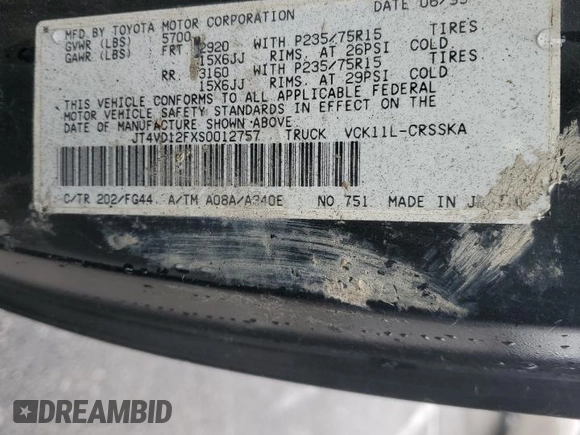 MFD. BY TOYOTA MOTOR CORPORATION DATE 06/95
GVWR (LBS) 5700
GAWR (LBS) FRT 2920 WITH P235/75R15 TIRES
15X6JJ RIMS. AT 26PSI COLD
RR. 3160 WITH P235/75R15 TIRES
15X6JJ RIMS. AT 29PSI COLD
THIS VEHICLE CONFORMS TO ALL APPLICABLE FEDERAL
MOTOR VEHICLE SAFETY STANDARDS IN EFFECT ON THE
DATE OF MANUFACTURE SHOWN ABOVE.
JT4VD12FXS0012757 TRUCK VCK11L-CRSSKA
C/TR 202/FG44 A/TM A08A/A340E NO 751 MADE IN
DREAMBID